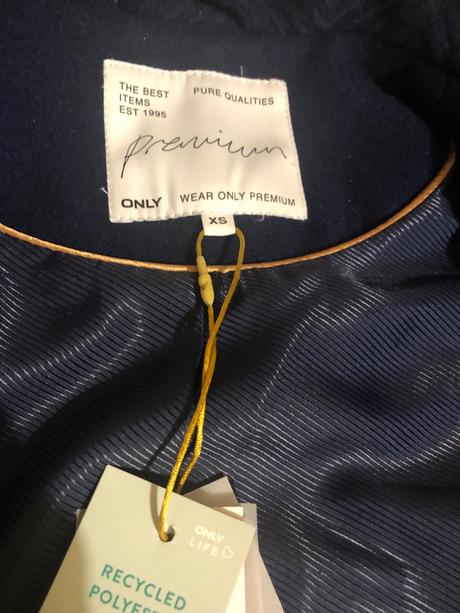 THE BEST
ITEMS
EST 1995
PURE QUALITIES
premium
ONLY
WEAR ONLY PREMIUM
XS
ONLY
LIFE♡
RECYCLED